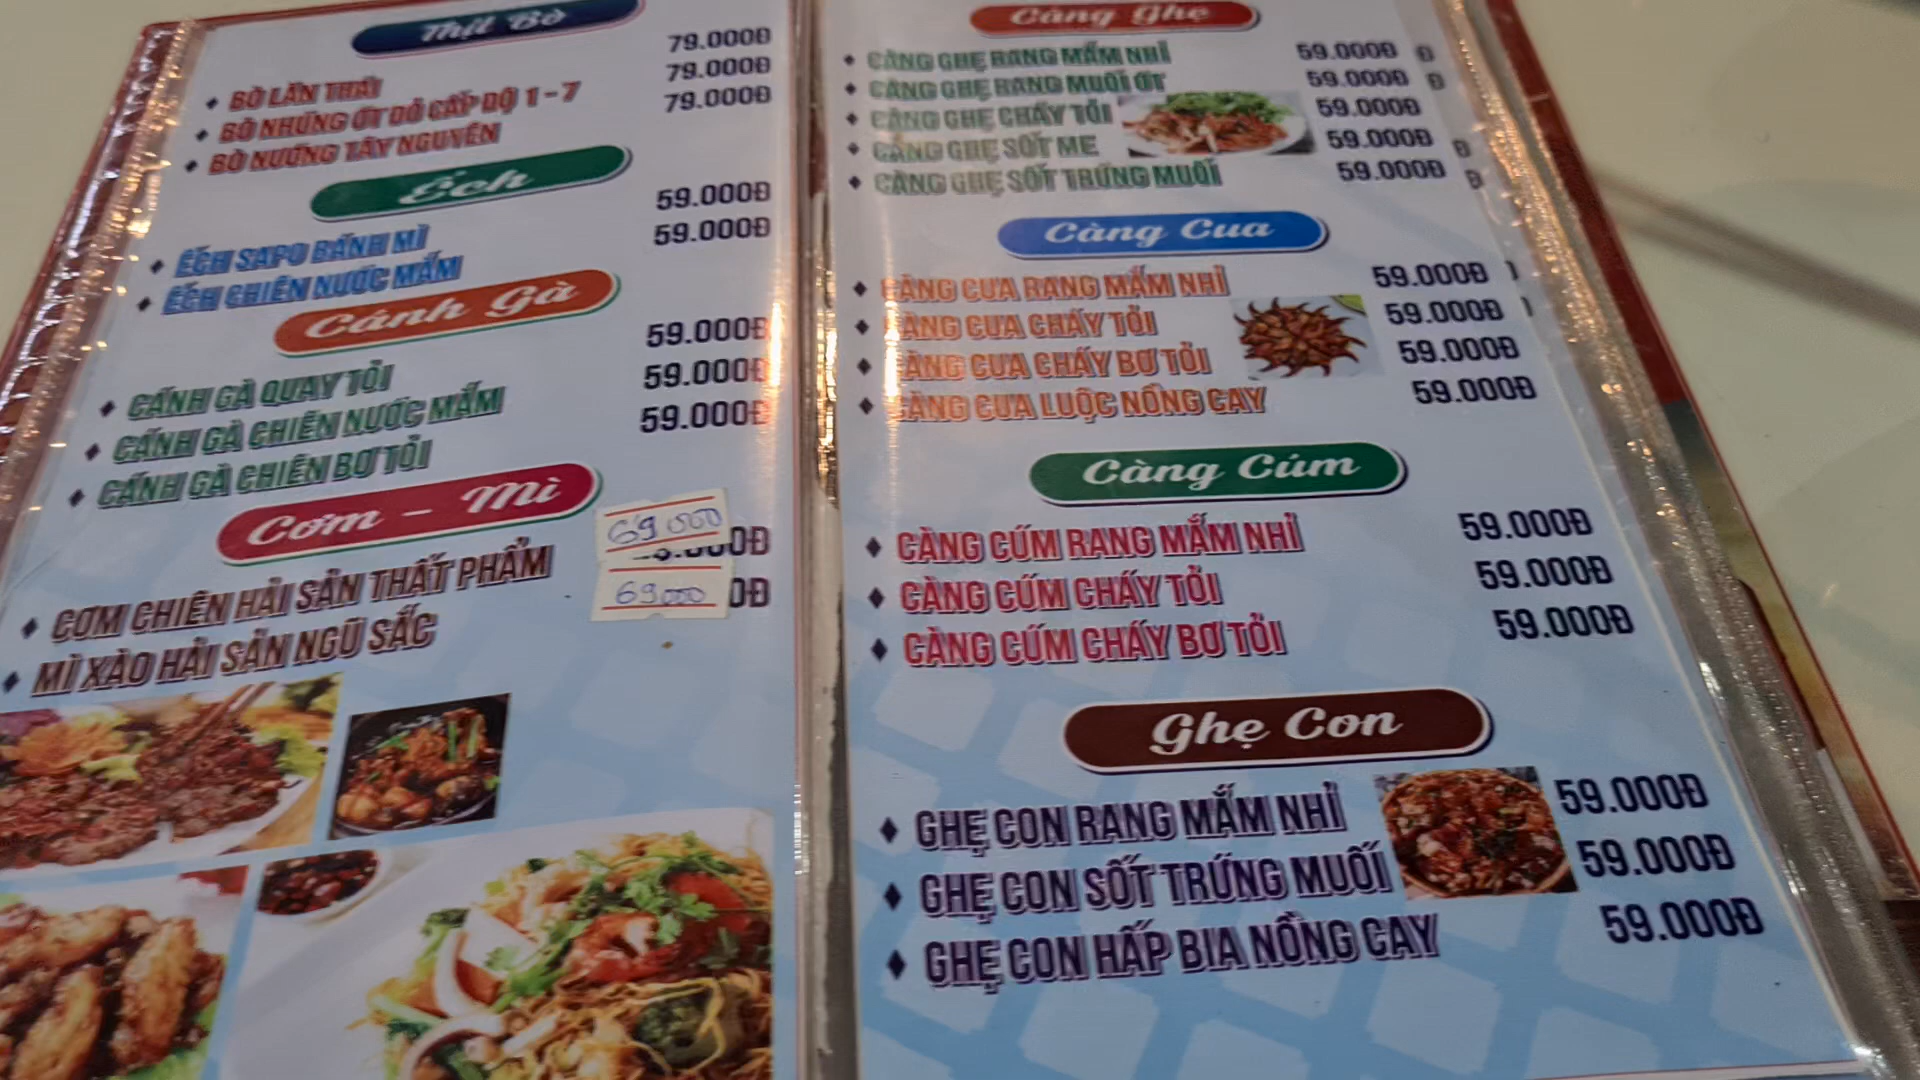 Thịt Bò
BÒ LĂN THÁI 79.000Đ
BÒ NHÚNG ỚT ĐỎ CẤP ĐỘ 1 - 7 79.000Đ
BÒ NƯỚNG TÂY NGUYÊN 79.000Đ
Ếch
ẾCH SAPO BÁNH MÌ 59.000Đ
ẾCH CHIÊN NƯỚC MẮM 59.000Đ
Cánh Gà
CÁNH GÀ QUAY TỎI 59.000Đ
CÁNH GÀ CHIÊN NƯỚC MẮM 59.000Đ
CÁNH GÀ CHIÊN BƠ TỎI 59.000Đ
Cơm - Mì
CƠM CHIÊN HẢI SẢN THẤT PHẨM 69 000
MÌ XÀO HẢI SẢN NGŨ SẮC 69 000
Càng Ghẹ
CÀNG GHẸ RANG MẮM NHỈ 59.000Đ
CÀNG GHẸ RANG MUỐI ỚT 59.000Đ
CÀNG GHẸ CHÁY TỎI 59.000Đ
CÀNG GHẸ SỐT ME 59.000Đ
CÀNG GHẸ SỐT TRỨNG MUỐI 59.000Đ
Càng Cua
CÀNG CUA RANG MẮM NHỈ 59.000Đ
CÀNG CUA CHÁY TỎI 59.000Đ
CÀNG CUA CHÁY BƠ TỎI 59.000Đ
CÀNG CUA LUỘC NỒNG CAY 59.000Đ
Càng Cúm
CÀNG CÚM RANG MẮM NHỈ 59.000Đ
CÀNG CÚM CHÁY TỎI 59.000Đ
CÀNG CÚM CHÁY BƠ TỎI 59.000Đ
Ghẹ Con
GHẸ CON RANG MẮM NHỈ 59.000Đ
GHẸ CON SỐT TRỨNG MUỐI 59.000Đ
GHẸ CON HẤP BIA NỒNG CAY 59.000Đ